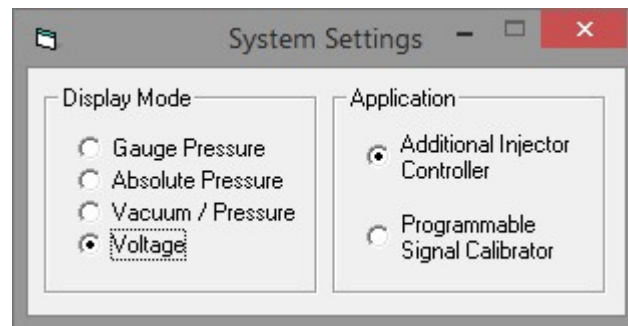 System Settings
Display Mode
Gauge Pressure
Absolute Pressure
Vacuum / Pressure
Voltage
Application
Additional Injector
Controller
Programmable
Signal Calibrator